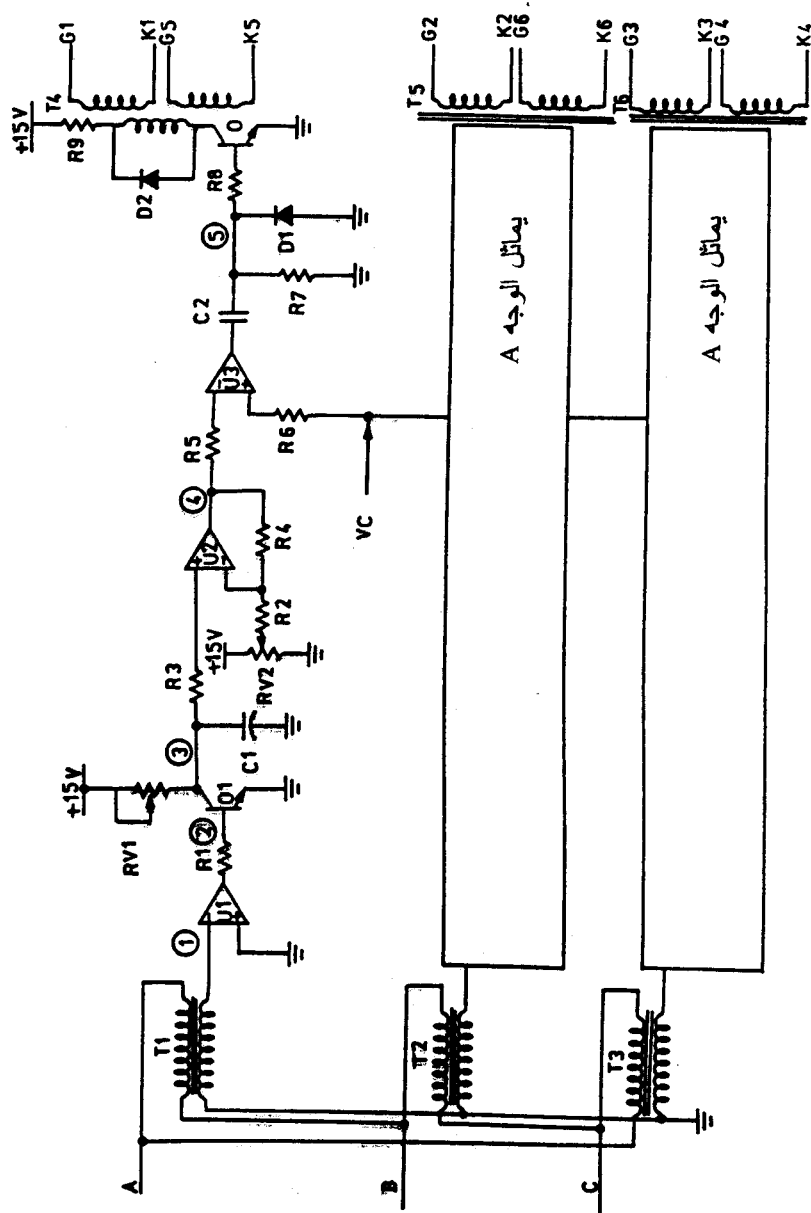 A
B
C
T1
T2
T3
①
U1
R1
②
+15V
RV1
Q1
③
C1
R3
+15V
RV2
R2
U2
R4
④
R5
VC
R6
U3
C2
R7
⑤
D1
R8
Q
D2
R9
+15V
T4
G1
K1
G5
K5
يماثل الوجه A
T5
G2
K2
G6
K6
يماثل الوجه A
T6
G3
K3
G4
K4